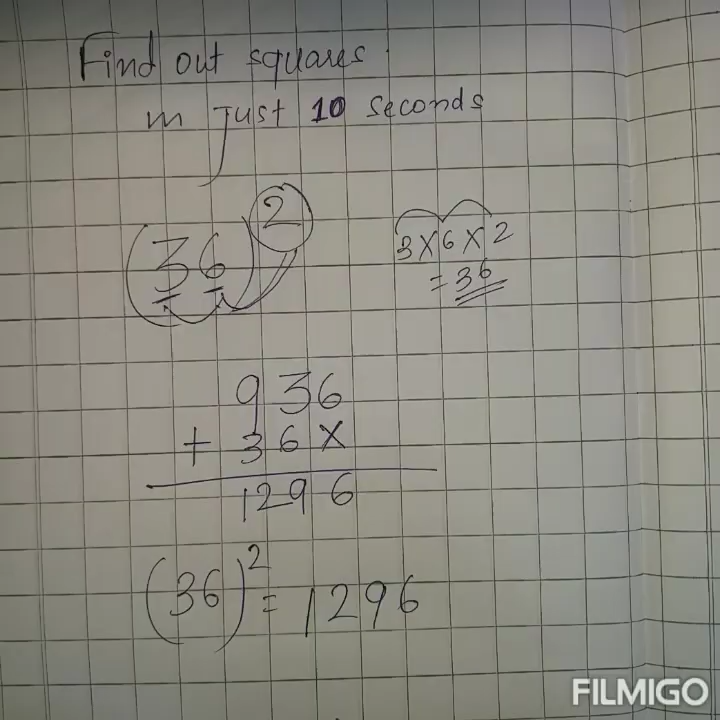 Find out squares
in just 10 seconds
(36)²
3×6×2
= 36
936
+ 36×
1296
(36)² = 1296
FILMIGO